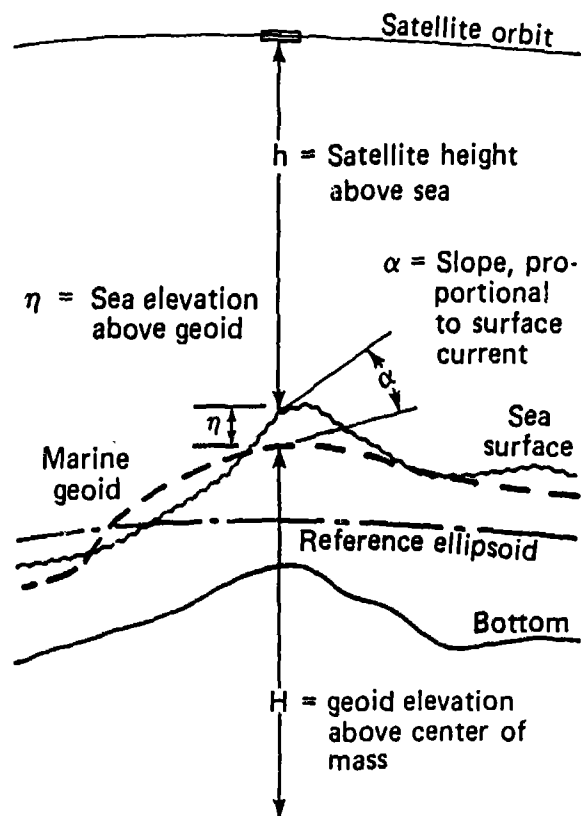 Satellite orbit
h = Satellite height
above sea
η = Sea elevation
above geoid
α = Slope, pro-
portional
to surface
current
α
η
Sea
surface
Marine
geoid
Reference ellipsoid
Bottom
H = geoid elevation
above center of
mass